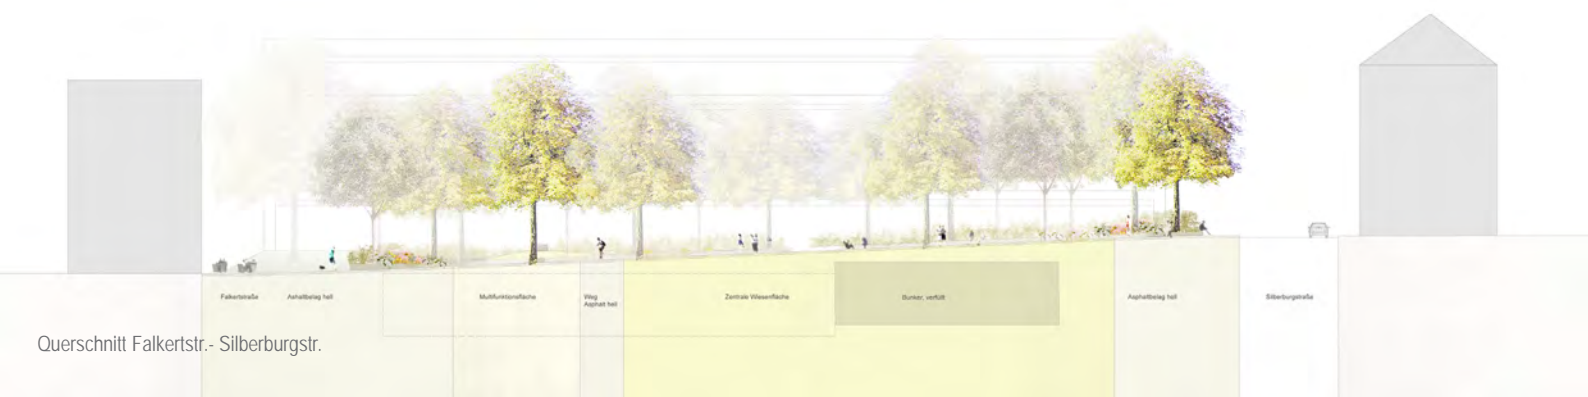 Falkertstraße
Ashaltbelag hell
Multifunktionsfläche
Weg
Asphalt hell
Zentrale Wiesenfläche
Bunker, verfüllt
Asphaltbelag hell
Silberburgstraße
Querschnitt Falkertstr.- Silberburgstr.